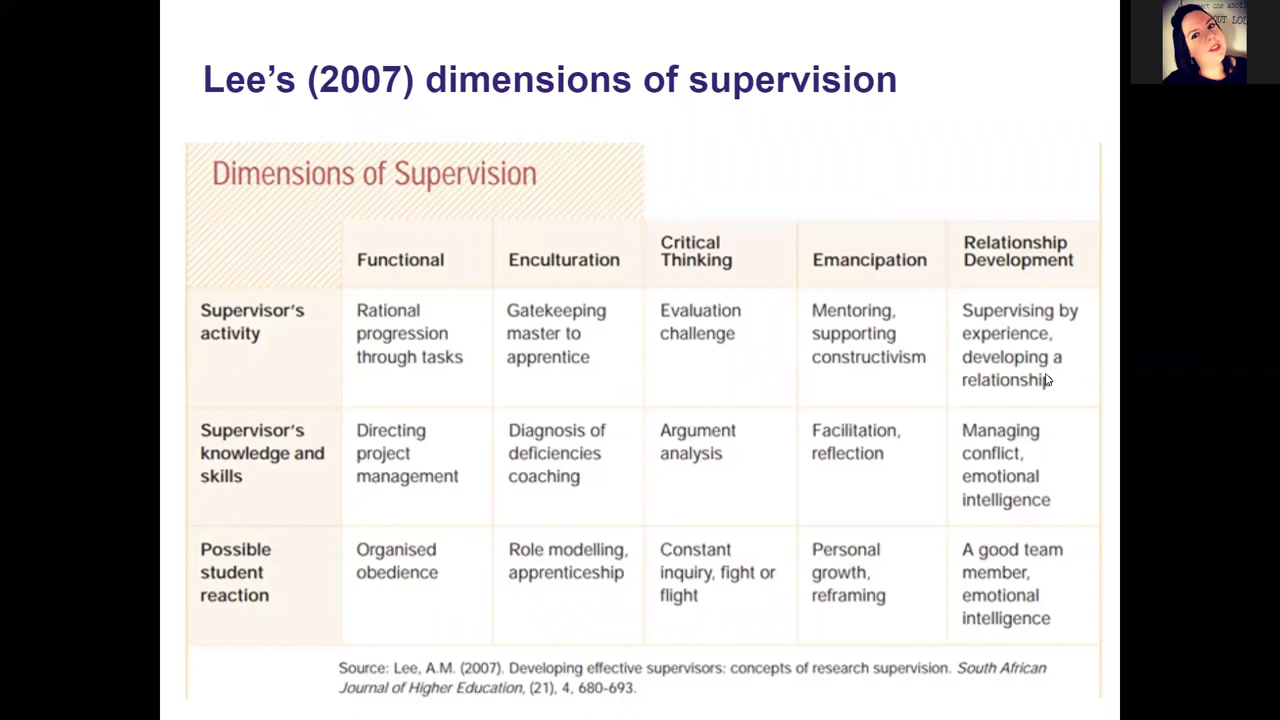 Lee's (2007) dimensions of supervision
Dimensions of Supervision
Functional
Enculturation
Critical
Thinking
Emancipation
Relationship
Development
Supervisor's
activity
Rational
progression
through tasks
Gatekeeping
master to
apprentice
Evaluation
challenge
Mentoring,
supporting
constructivism
Supervising by
experience,
developing a
relationship
Supervisor's
knowledge and
skills
Directing
project
management
Diagnosis of
deficiencies
coaching
Argument
analysis
Facilitation,
reflection
Managing
conflict,
emotional
intelligence
Possible
student
reaction
Organised
obedience
Role modelling,
apprenticeship
Constant
inquiry, fight or
flight
Personal
growth,
reframing
A good team
member,
emotional
intelligence
Source: Lee, A.M. (2007). Developing effective supervisors: concepts of research supervision. South African
Journal of Higher Education, (21), 4, 680-693.